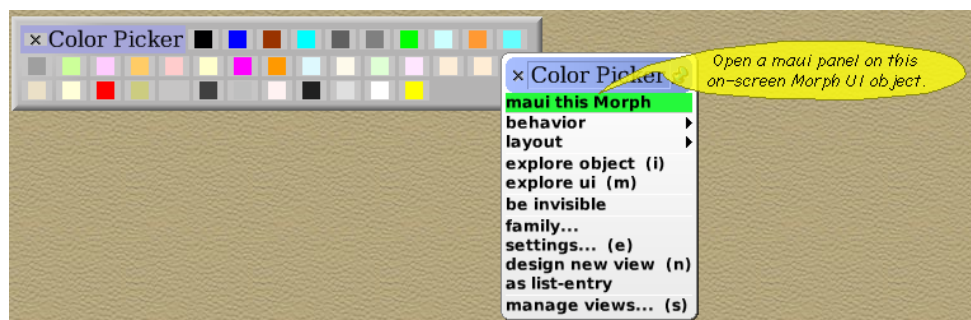 × Color Picker
× Color Picker
Open a maui panel on this
on-screen Morph UI object.
maui this Morph
behavior
layout
explore object (i)
explore ui (m)
be invisible
family...
settings... (e)
design new view (n)
as list-entry
manage views... (s)